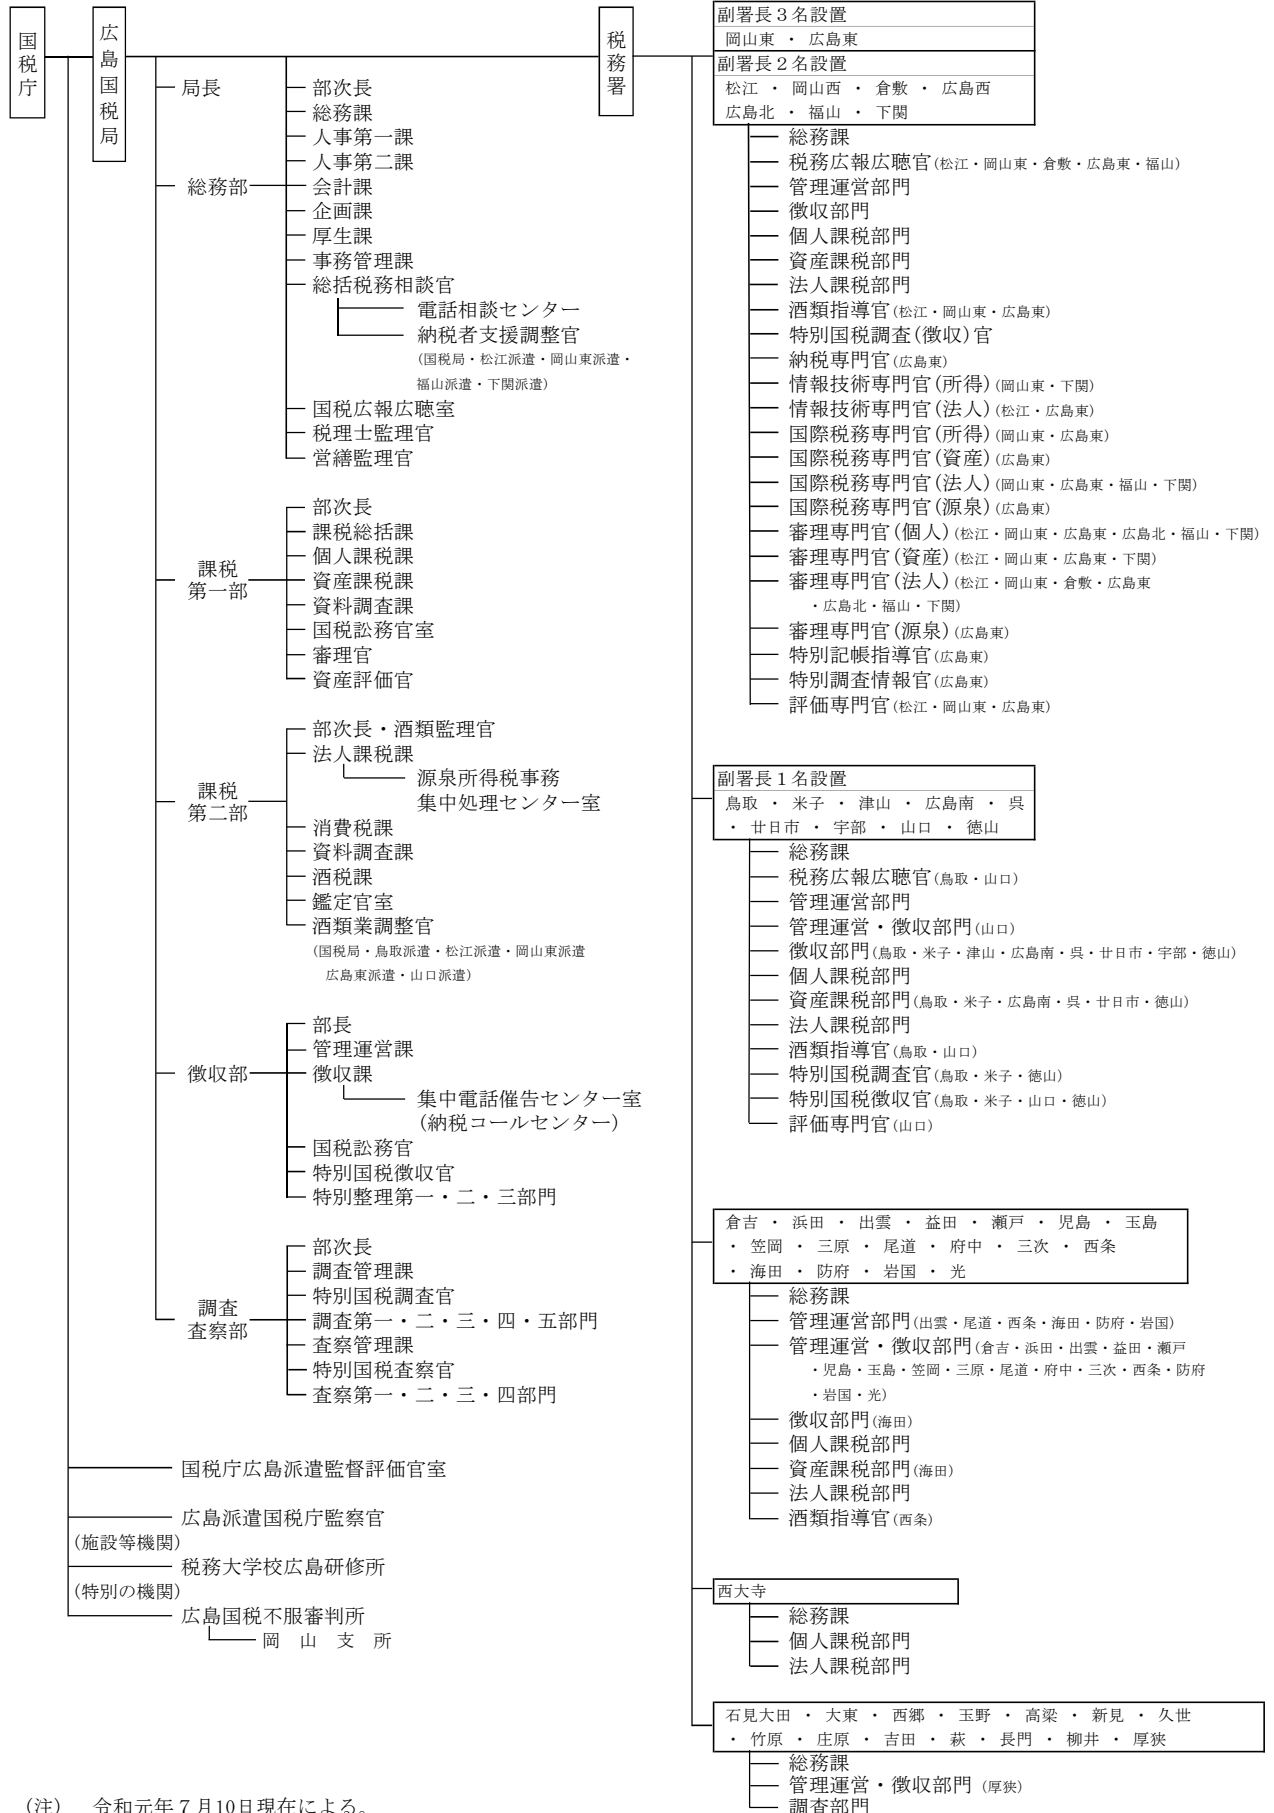 国税庁
広島国税局
局長
総務部
部次長
総務課
人事第一課
人事第二課
会計課
企画課
厚生課
事務管理課
総括税務相談官
電話相談センター
納税者支援調整官
(国税局・松江派遣・岡山東派遣・
福山派遣・下関派遣)
国税広報広聴室
税理士監理官
営繕監理官
課税
第一部
部次長
課税総括課
個人課税課
資産課税課
資料調査課
国税訟務官室
審理官
資産評価官
課税
第二部
部次長・酒類監理官
法人課税課
源泉所得税事務
集中処理センター室
消費税課
資料調査課
酒税課
鑑定官室
酒類業調整官
(国税局・鳥取派遣・松江派遣・岡山東派遣
広島東派遣・山口派遣)
徴収部
部長
管理運営課
徴収課
集中電話催告センター室
(納税コールセンター)
国税訟務官
特別国税徴収官
特別整理第一・二・三部門
調査
査察部
部次長
調査管理課
特別国税調査官
調査第一・二・三・四・五部門
査察管理課
特別国税査察官
査察第一・二・三・四部門
国税庁広島派遣監督評価官室
広島派遣国税庁監察官
(施設等機関)
税務大学校広島研修所
(特別の機関)
広島国税不服審判所
岡 山 支 所
税務署
副署長3名設置
岡山東 ・ 広島東
副署長2名設置
松江 ・ 岡山西 ・ 倉敷 ・ 広島西
広島北 ・ 福山 ・ 下関
総務課
税務広報広聴官(松江・岡山東・倉敷・広島東・福山)
管理運営部門
徴収部門
個人課税部門
資産課税部門
法人課税部門
酒類指導官(松江・岡山東・広島東)
特別国税調査(徴収)官
納税専門官(広島東)
情報技術専門官(所得)(岡山東・下関)
情報技術専門官(法人)(松江・広島東)
国際税務専門官(所得)(岡山東・広島東)
国際税務専門官(資産)(広島東)
国際税務専門官(法人)(岡山東・広島東・福山・下関)
国際税務専門官(源泉)(広島東)
審理専門官(個人)(松江・岡山東・広島東・広島北・福山・下関)
審理専門官(資産)(松江・岡山東・広島東・下関)
審理専門官(法人)(松江・岡山東・倉敷・広島東
・広島北・福山・下関)
審理専門官(源泉)(広島東)
特別記帳指導官(広島東)
特別調査情報官(広島東)
評価専門官(松江・岡山東・広島東)
副署長1名設置
鳥取 ・ 米子 ・ 津山 ・ 広島南 ・ 呉
・ 廿日市 ・ 宇部 ・ 山口 ・ 徳山
総務課
税務広報広聴官(鳥取・山口)
管理運営部門
管理運営・徴収部門(山口)
徴収部門(鳥取・米子・津山・広島南・呉・廿日市・宇部・徳山)
個人課税部門
資産課税部門(鳥取・米子・広島南・呉・廿日市・徳山)
法人課税部門
酒類指導官(鳥取・山口)
特別国税調査官(鳥取・米子・徳山)
特別国税徴収官(鳥取・米子・山口・徳山)
評価専門官(山口)
倉吉 ・ 浜田 ・ 出雲 ・ 益田 ・ 瀬戸 ・ 児島 ・ 玉島
・ 笠岡 ・ 三原 ・ 尾道 ・ 府中 ・ 三次 ・ 西条
・ 海田 ・ 防府 ・ 岩国 ・ 光
総務課
管理運営部門(出雲・尾道・西条・海田・防府・岩国)
管理運営・徴収部門(倉吉・浜田・出雲・益田・瀬戸
・児島・玉島・笠岡・三原・尾道・府中・三次・西条・防府
・岩国・光)
徴収部門(海田)
個人課税部門
資産課税部門(海田)
法人課税部門
酒類指導官(西条)
西大寺
総務課
個人課税部門
法人課税部門
石見大田 ・ 大東 ・ 西郷 ・ 玉野 ・ 高梁 ・ 新見 ・ 久世
・ 竹原 ・ 庄原 ・ 吉田 ・ 萩 ・ 長門 ・ 柳井 ・ 厚狭
総務課
管理運営・徴収部門 (厚狭)
調査部門
(注) 令和元年7月10日現在による。